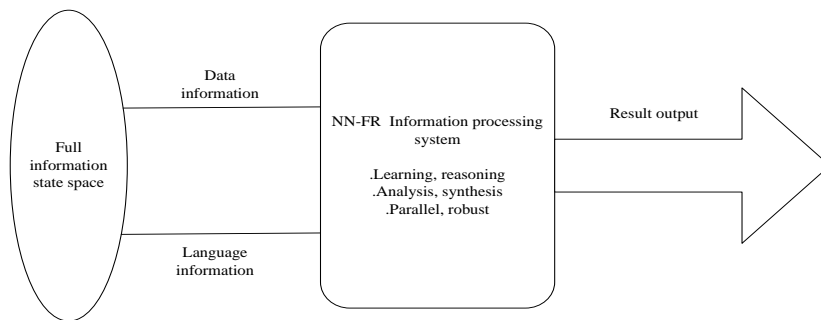 Full
information
state space
Data
information
Language
information
NN-FR Information processing
system
.Learning, reasoning
.Analysis, synthesis
.Parallel, robust
Result output